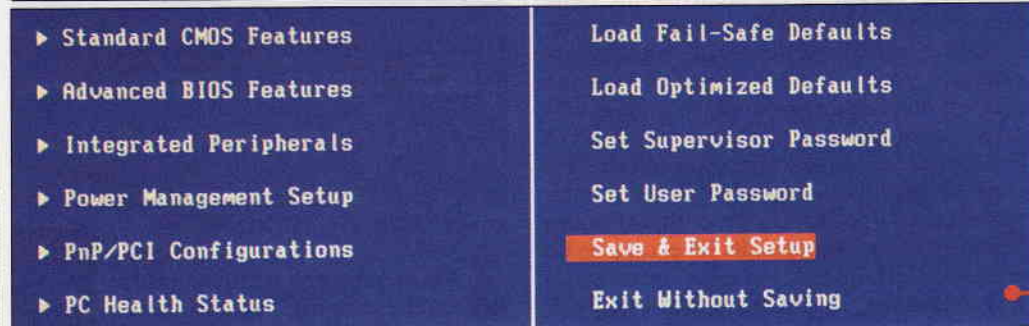 ▶ Standard CMOS Features
▶ Advanced BIOS Features
▶ Integrated Peripherals
▶ Power Management Setup
▶ PnP/PCI Configurations
▶ PC Health Status
Load Fail-Safe Defaults
Load Optimized Defaults
Set Supervisor Password
Set User Password
Save & Exit Setup
Exit Without Saving